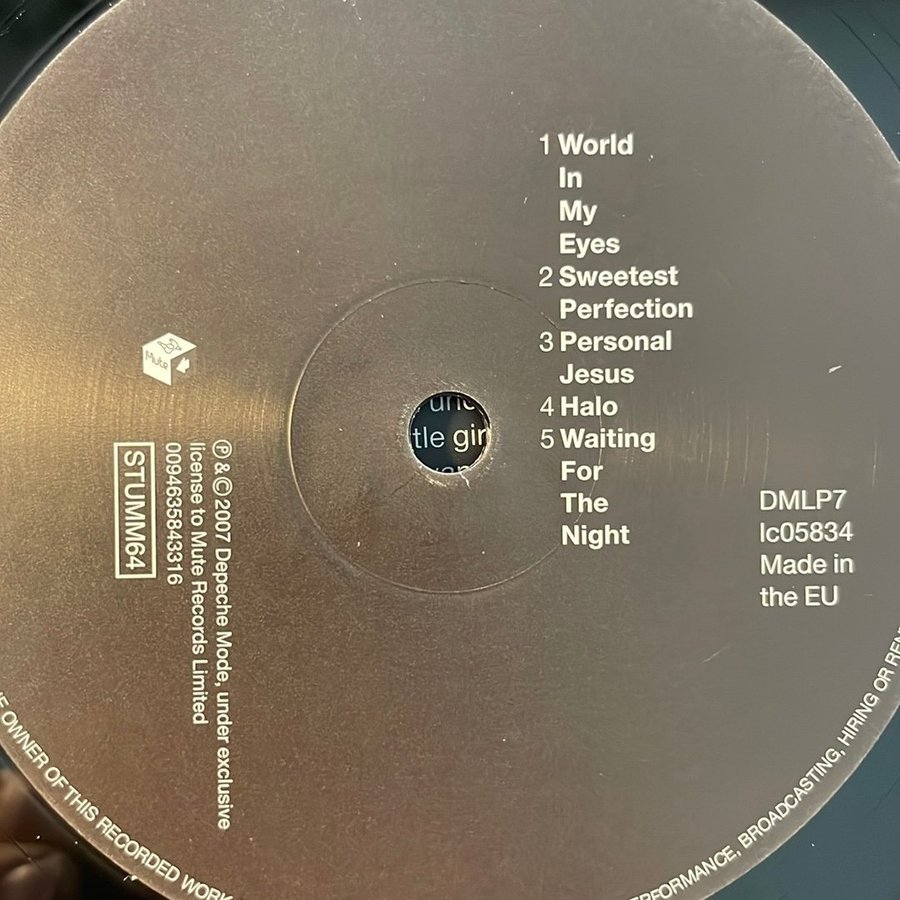 1 World
In
My
Eyes
2 Sweetest
Perfection
3 Personal
Jesus
4 Halo
5 Waiting
For
The
Night
DMLP7
lc05834
Made in
the EU
Mute
℗ & © 2007 Depeche Mode, under exclusive
license to Mute Records Limited
0094635843316
STUMM64
tle gir
OWNER OF THIS RECORDED WORK
PERFORMANCE, BROADCASTING, HIRING OR